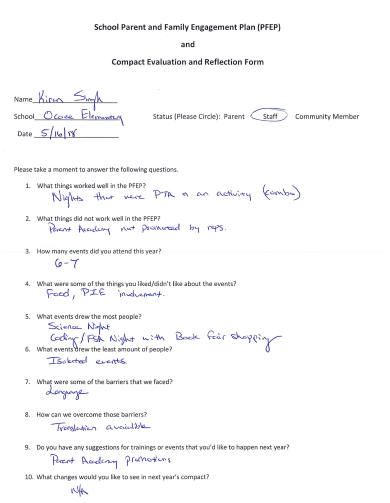 School Parent and Family Engagement Plan (PFEP)
and
Compact Evaluation and Reflection Form
Name Kiran Singh
School Ocoee Elementary
Status (Please Circle): Parent Staff Community Member
Date 5/16/18
Please take a moment to answer the following questions.
1. What things worked well in the PFEP?
Nights that were PTA & an activity (combo)
2. What things did not work well in the PFEP?
Parent Academy not promoted by reps.
3. How many events did you attend this year?
6-7
4. What were some of the things you liked/didn't like about the events?
Food, PIE involvement.
5. What events drew the most people?
Science Night
Coding/FSA Night with Book fair shopping
6. What events drew the least amount of people?
Isolated events
7. What were some of the barriers that we faced?
Language
8. How can we overcome those barriers?
Translation available
9. Do you have any suggestions for trainings or events that you'd like to happen next year?
Parent Academy promotions
10. What changes would you like to see in next year's compact?
N/A